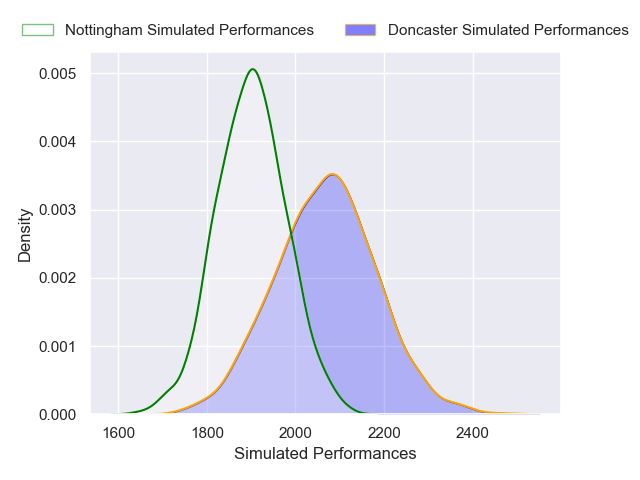 Nottingham Simulated Performances Doncaster Simulated Performances
0.005
0.004
0.003
0.002
0.001
0.000
Density
1600 1800 2000 2200 2400
Simulated Performances